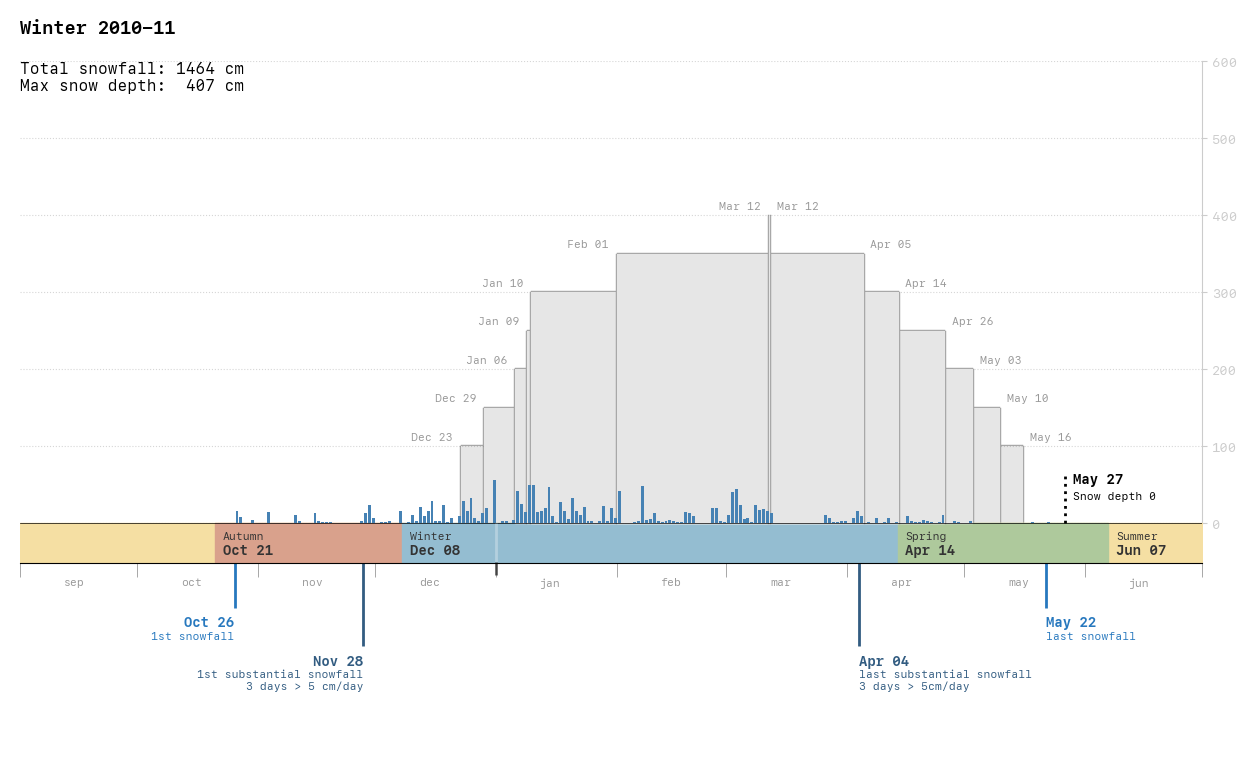 Winter 2010–11
Total snowfall: 1464 cm
Max snow depth:  407 cm
600
500
400
300
200
100
0
Mar 12
Mar 12
Feb 01
Apr 05
Jan 10
Apr 14
Jan 09
Apr 26
Jan 06
May 03
Dec 29
May 10
Dec 23
May 16
May 27
Snow depth 0
Autumn
Oct 21
Winter
Dec 08
Spring
Apr 14
Summer
Jun 07
sep
oct
nov
dec
jan
feb
mar
apr
may
jun
Oct 26
1st snowfall
Nov 28
1st substantial snowfall
3 days > 5 cm/day
Apr 04
last substantial snowfall
3 days > 5cm/day
May 22
last snowfall